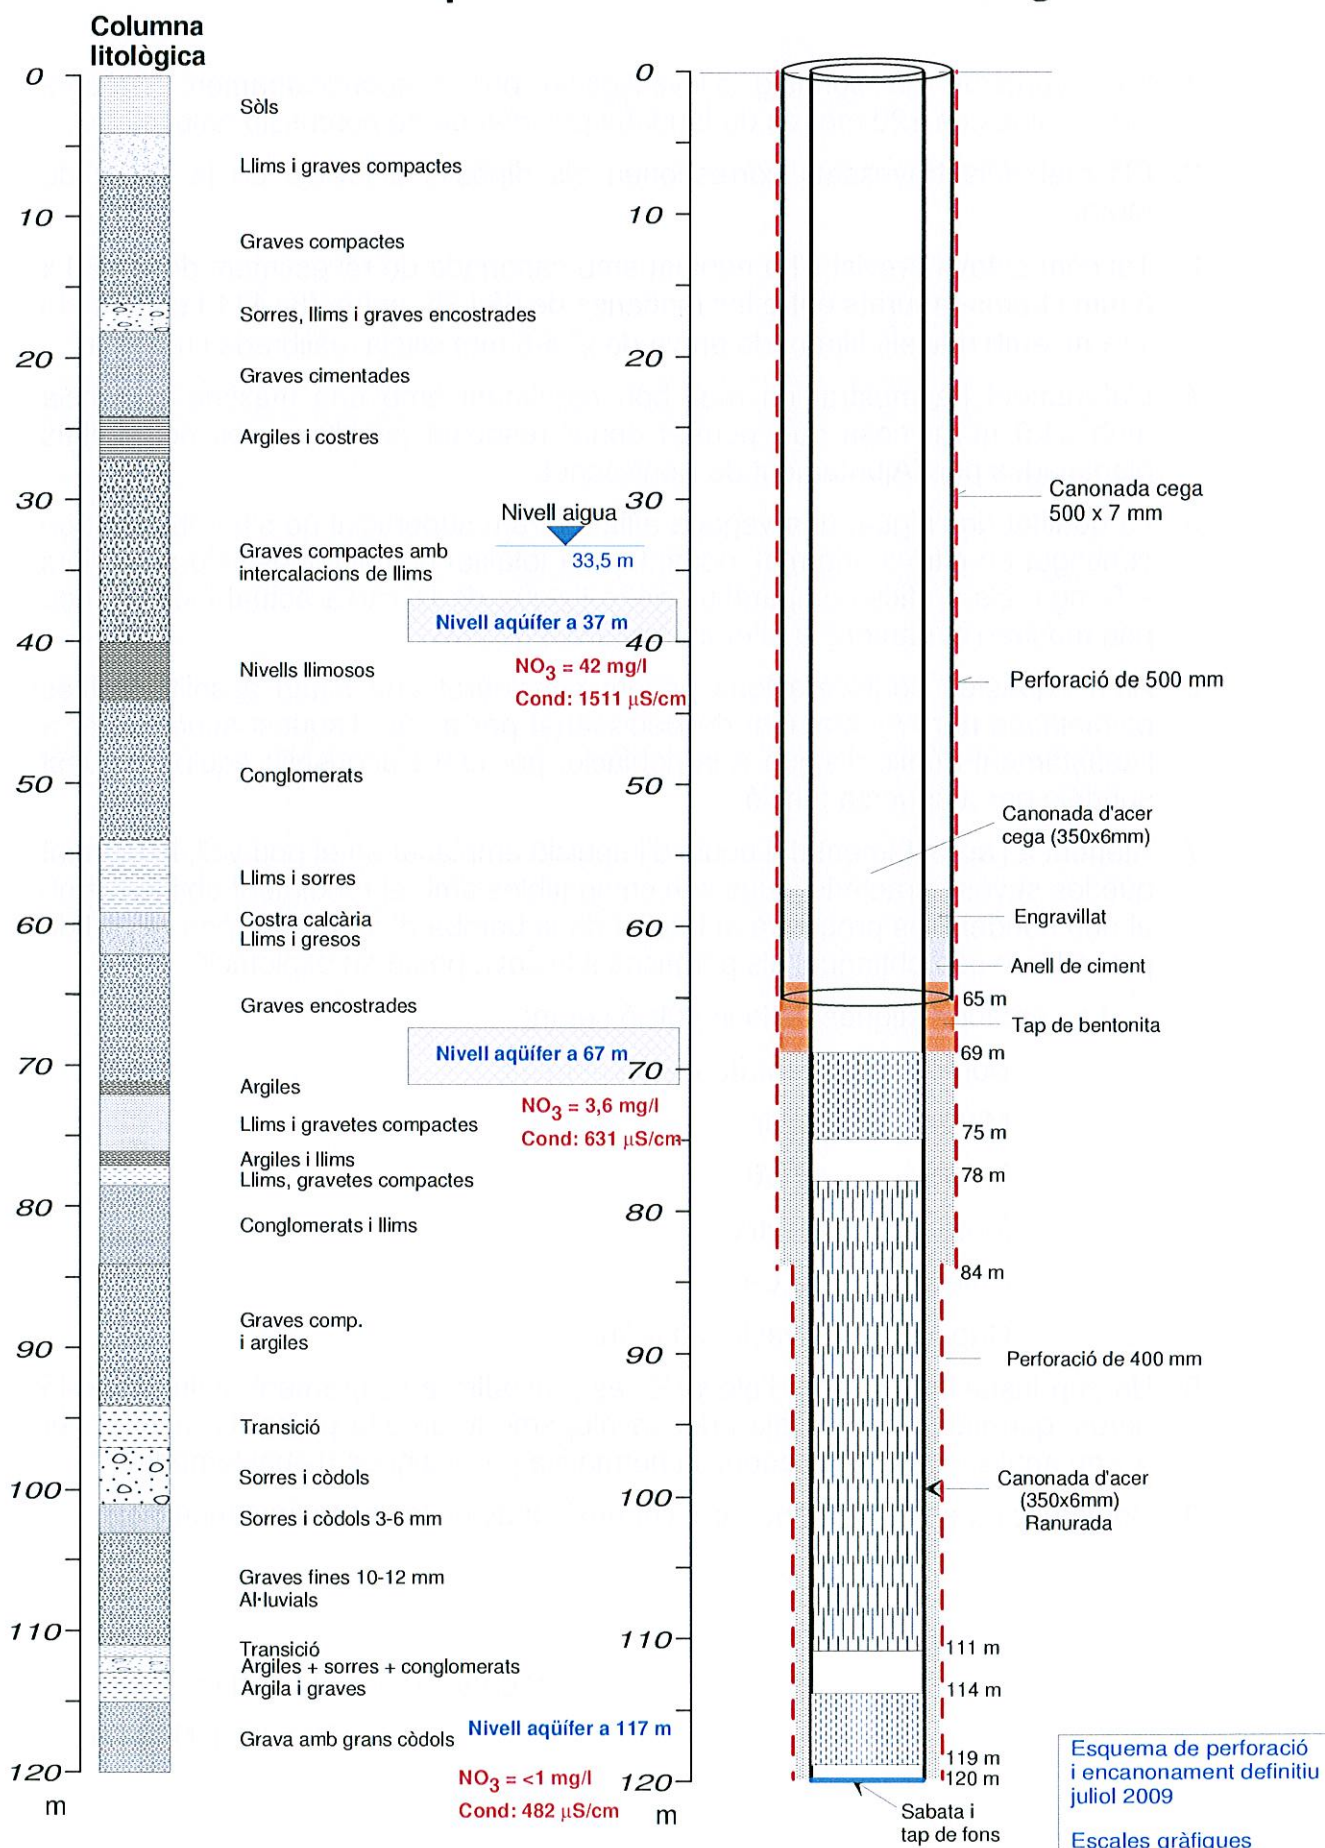 Columna
litològica
0
10
20
30
40
50
60
70
80
90
100
110
120
m
Sòls
Llims i graves compactes
Graves compactes
Sorres, llims i graves encostrades
Graves cimentades
Argiles i costres
Graves compactes amb
intercalacions de llims
Nivells llimosos
Conglomerats
Llims i sorres
Costra calcària
Llims i gresos
Graves encostrades
Argiles
Llims i gravetes compactes
Argiles i llims
Llims, gravetes compactes
Conglomerats i llims
Graves comp.
i argiles
Transició
Sorres i còdols
Sorres i còdols 3-6 mm
Graves fines 10-12 mm
Al·luvials
Transició
Argiles + sorres + conglomerats
Argila i graves
Grava amb grans còdols
Nivell aigua
33,5 m
Nivell aqüífer a 37 m
NO3 = 42 mg/l
Cond: 1511 µS/cm
Nivell aqüífer a 67 m
NO3 = 3,6 mg/l
Cond: 631 µS/cm
Nivell aqüífer a 117 m
NO3 = <1 mg/l
Cond: 482 µS/cm
0
10
20
30
40
50
60
70
80
90
100
110
120
m
Canonada cega
500 x 7 mm
Perforació de 500 mm
Canonada d'acer
cega (350x6mm)
Engravillat
Anell de ciment
65 m
Tap de bentonita
69 m
75 m
78 m
84 m
Perforació de 400 mm
Canonada d'acer
(350x6mm)
Ranurada
111 m
114 m
119 m
120 m
Sabata i
tap de fons
Esquema de perforació
i encanonament definitiu
juliol 2009
Escales gràfiques